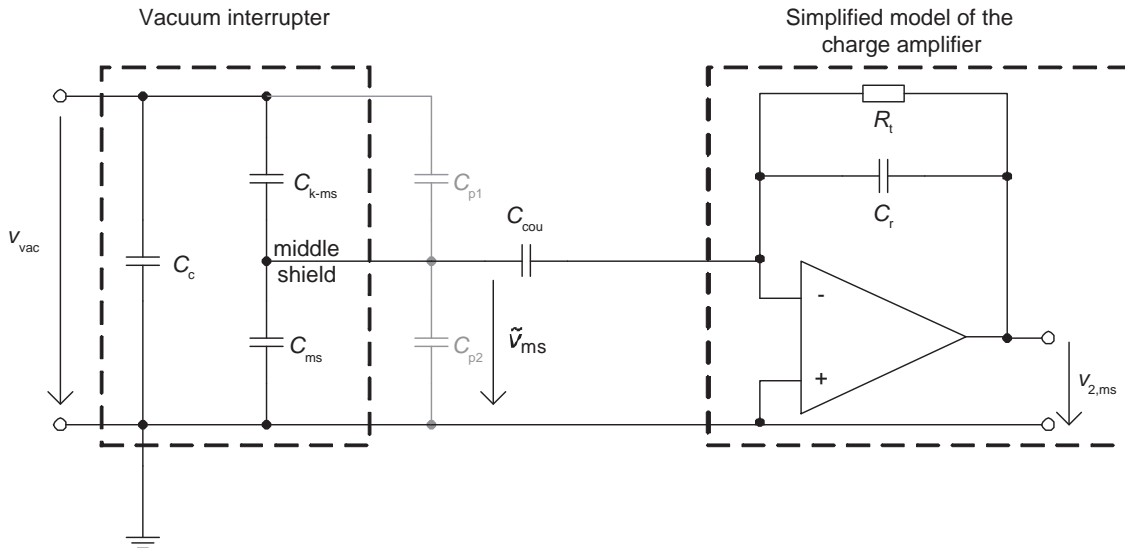 Vacuum interrupter
Simplified model of the
charge amplifier
R_t
C_k-ms
C_p1
C_r
C_cou
v_vac
C_c
middle
shield
-
C_ms
ṽ_ms
C_p2
+
v_2,ms